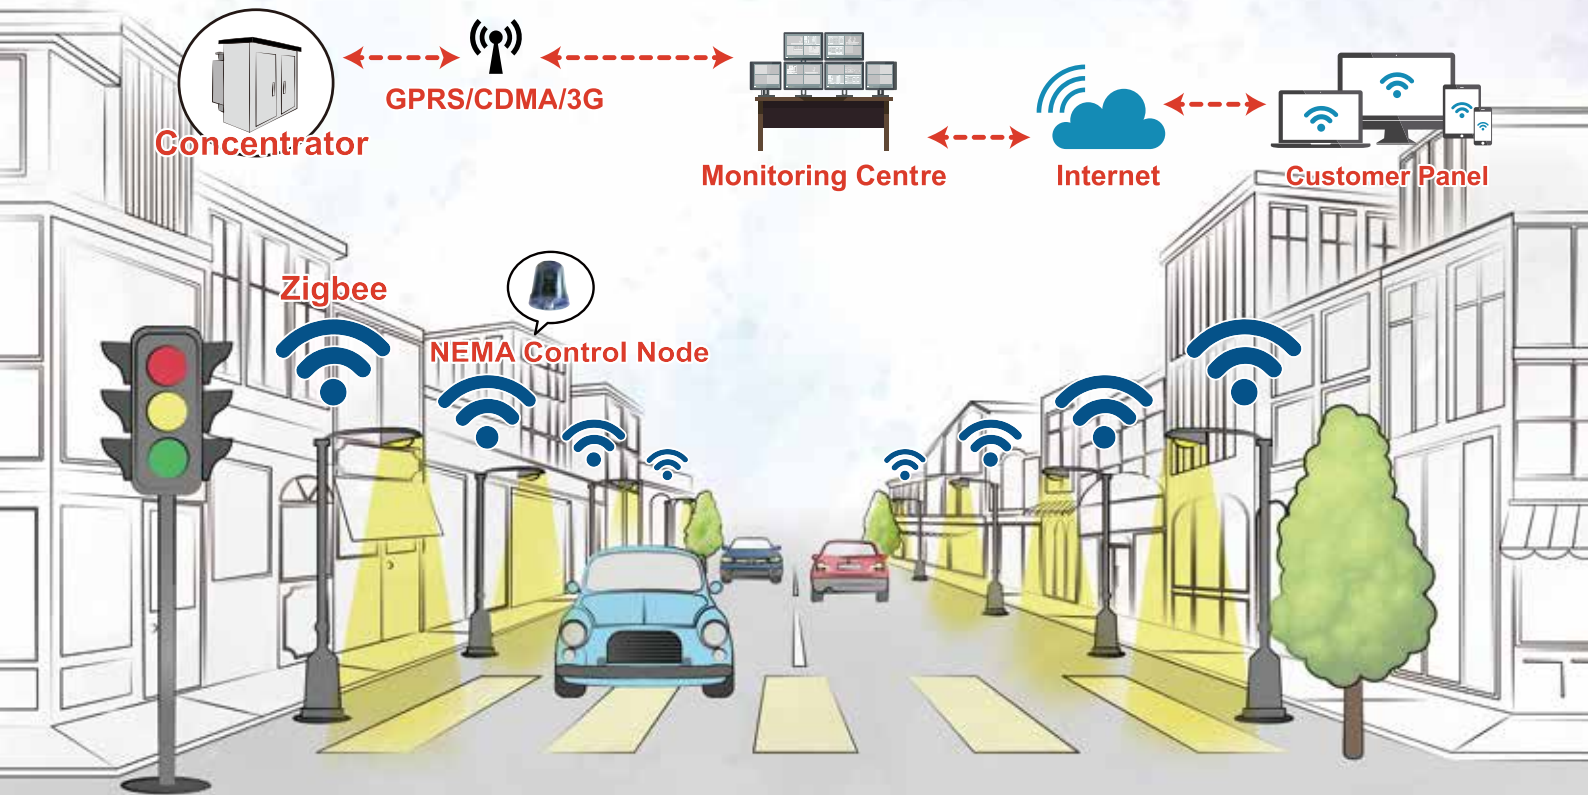 GPRS/CDMA/3G
Concentrator
Monitoring Centre
Internet
Customer Panel
Zigbee
NEMA Control Node